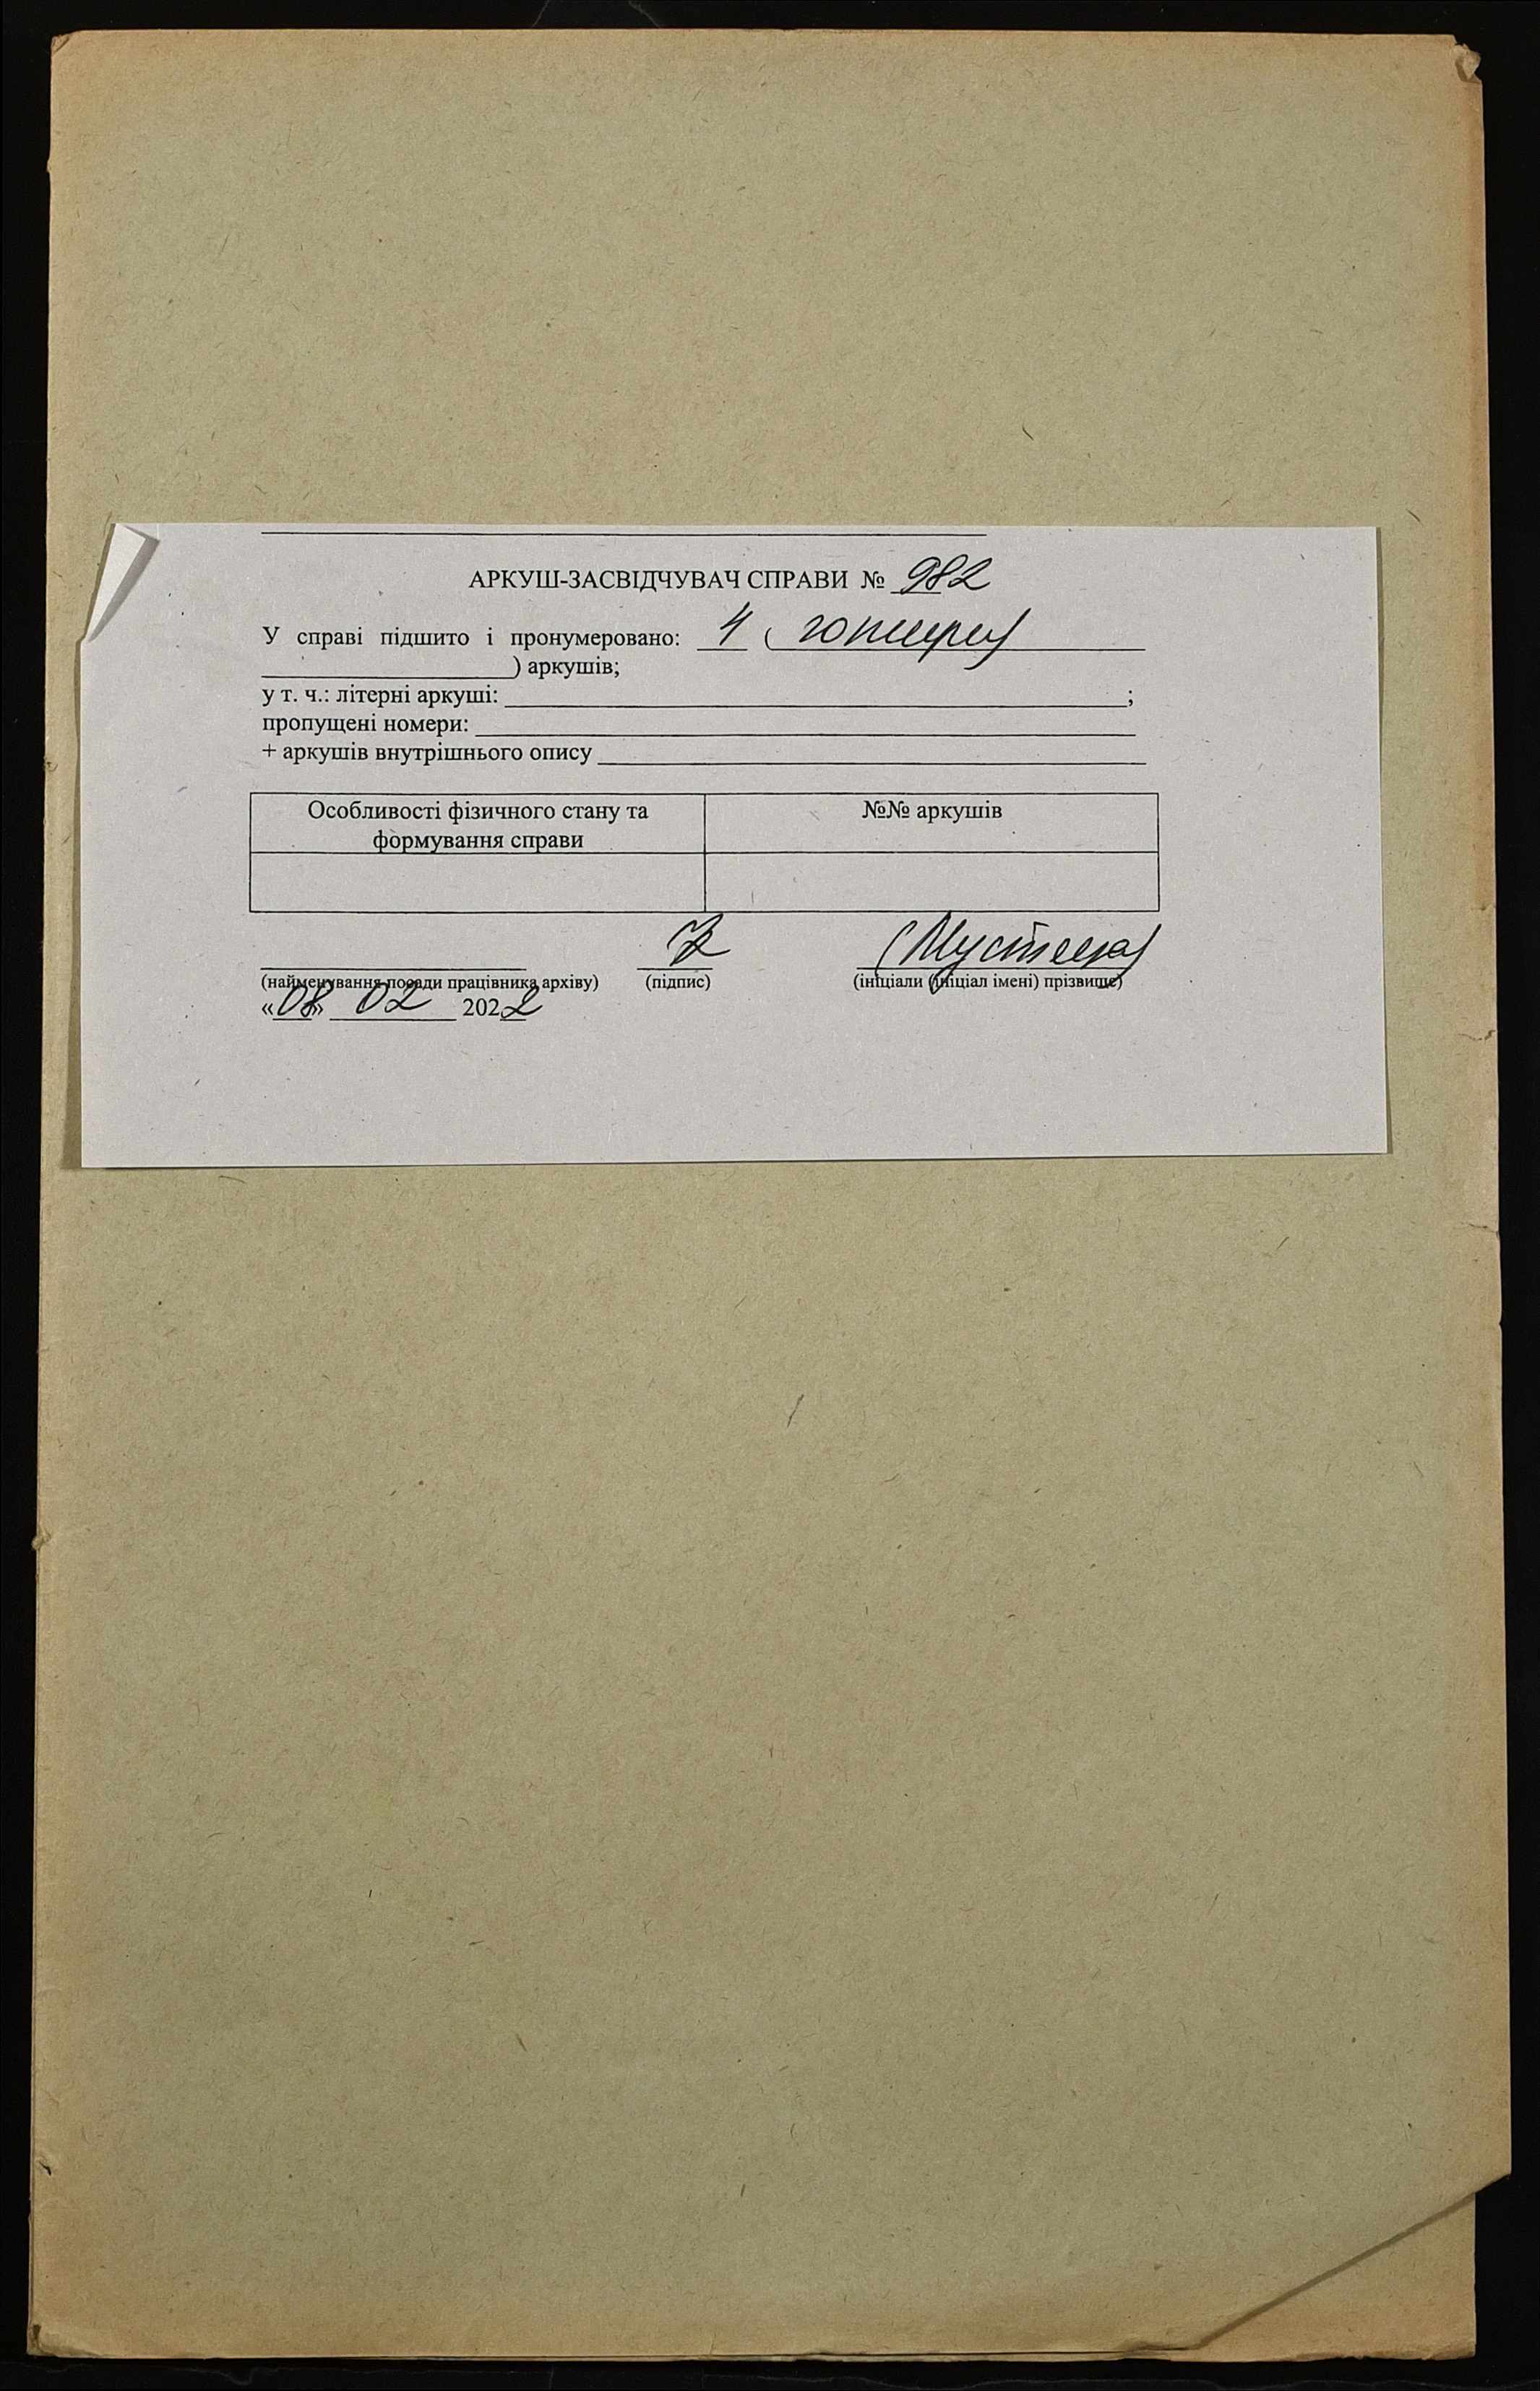 АРКУШ-ЗАСВІДЧУВАЧ СПРАВИ № 982
У справі підшито і пронумеровано: 4 ( чотири)
) аркушів;
у т. ч.: літерні аркуші: ;
пропущені номери:
+ аркушів внутрішнього опису
Особливості фізичного стану та формування справи
№№ аркушів
(найменування посади працівника архіву) (підпис) (ініціали (ініціал імені) прізвище)
«08» 02 2022